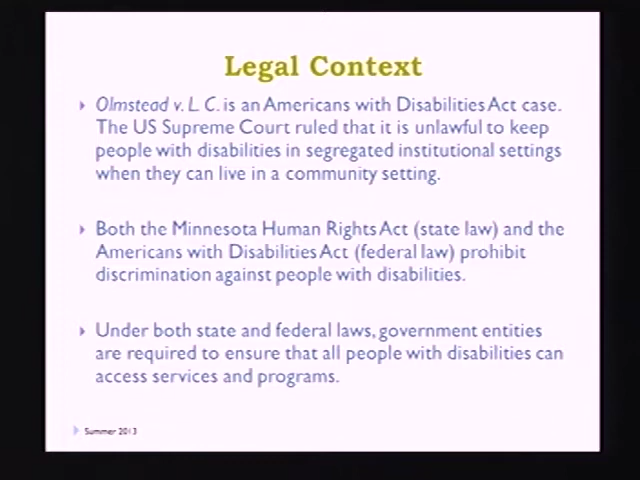 Legal Context
Olmstead v. L. C. is an Americans with Disabilities Act case.
The US Supreme Court ruled that it is unlawful to keep
people with disabilities in segregated institutional settings
when they can live in a community setting.
Both the Minnesota Human Rights Act (state law) and the
Americans with Disabilities Act (federal law) prohibit
discrimination against people with disabilities.
Under both state and federal laws, government entities
are required to ensure that all people with disabilities can
access services and programs.
Summer 2013